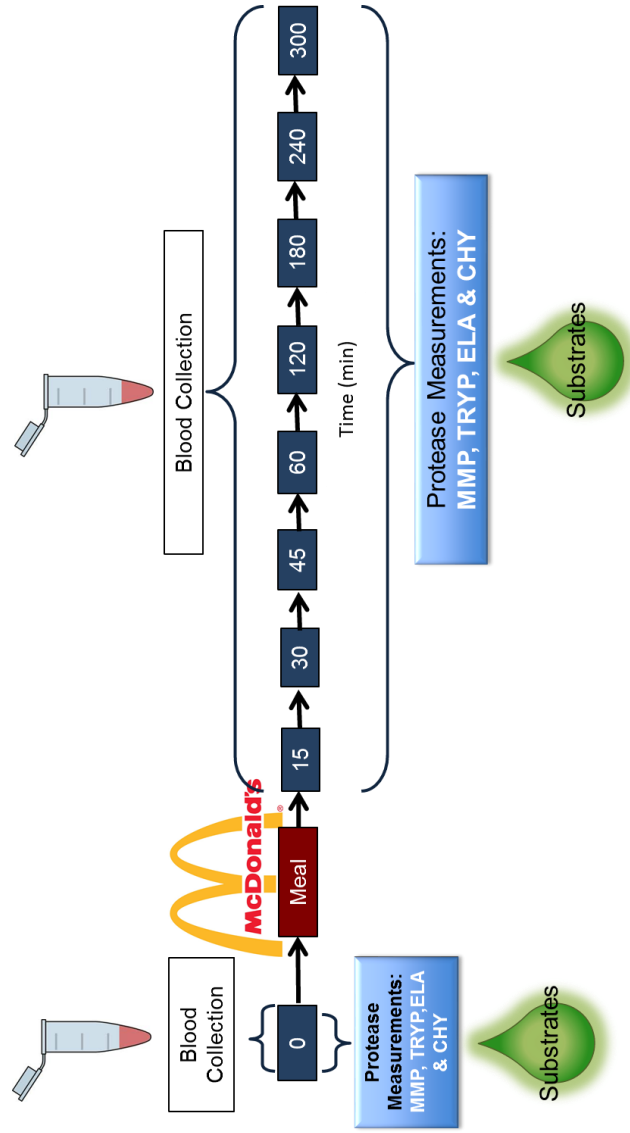 Blood
Collection
0
Protease
Measurements:
MMP, TRYP,ELA
& CHY
Substrates
McDonald's
®
Meal
Blood Collection
15
30
45
60
120
180
240
300
Time (min)
Protease Measurements:
MMP, TRYP, ELA & CHY
Substrates